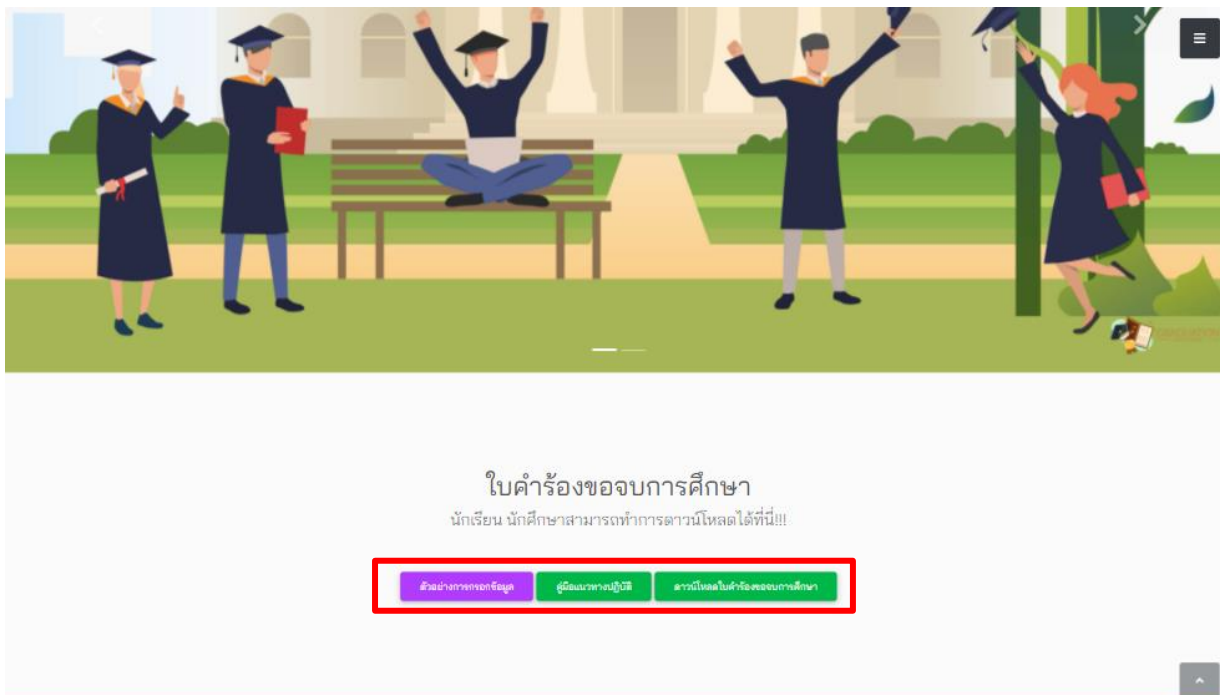 ใบคำร้องขอจบการศึกษา
นักเรียน นักศึกษาสามารถทำการดาวน์โหลดได้ที่นี่!!!
ตัวอย่างการกรอกข้อมูล
คู่มือแนวทางปฏิบัติ
ดาวน์โหลดใบคำร้องขอจบการศึกษา